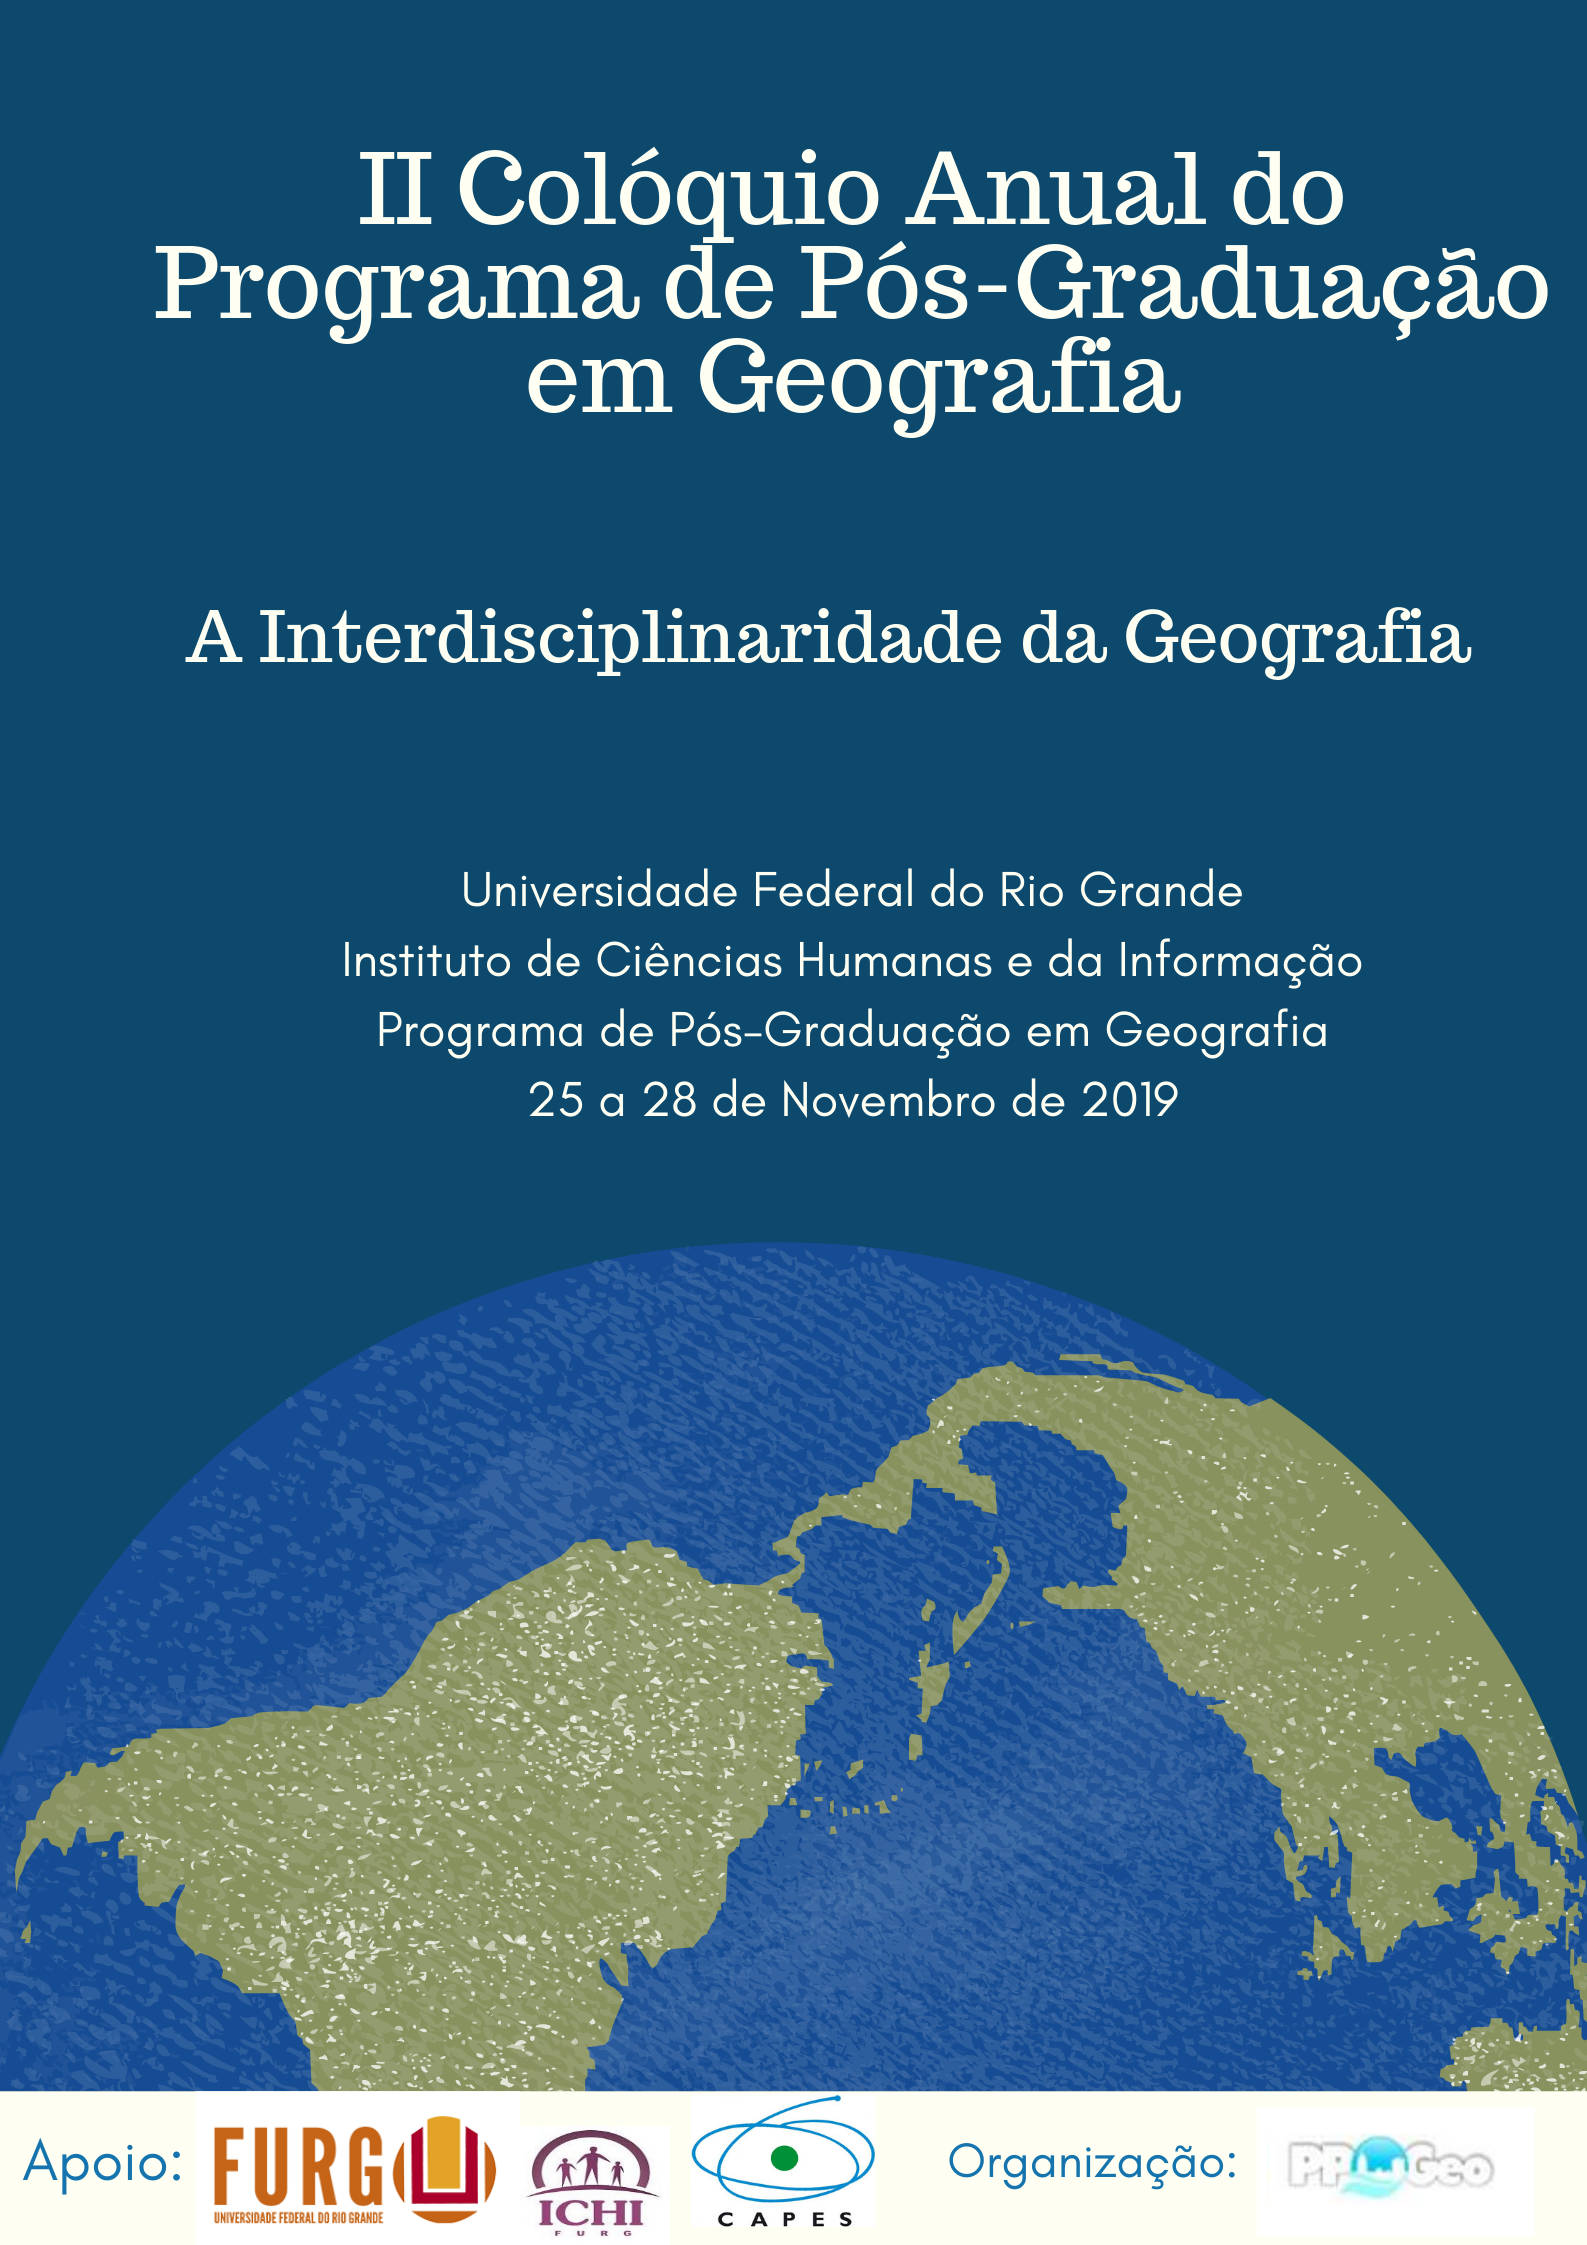 II Colóquio Anual do
Programa de Pós-Graduação
em Geografia
A Interdisciplinaridade da Geografia
Universidade Federal do Rio Grande
Instituto de Ciências Humanas e da Informação
Programa de Pós-Graduação em Geografia
25 a 28 de Novembro de 2019
Apoio:
FURG
UNIVERSIDADE FEDERAL DO RIO GRANDE
ICHI
FURG
CAPES
Organização:
PPGGeo